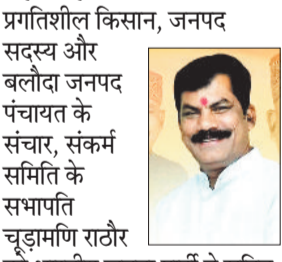 प्रगतिशील किसान, जनपद
सदस्य और
बलौदा जनपद
पंचायत के
संचार, संकर्म
समिति के
सभापति
चूड़ामणि राठौर